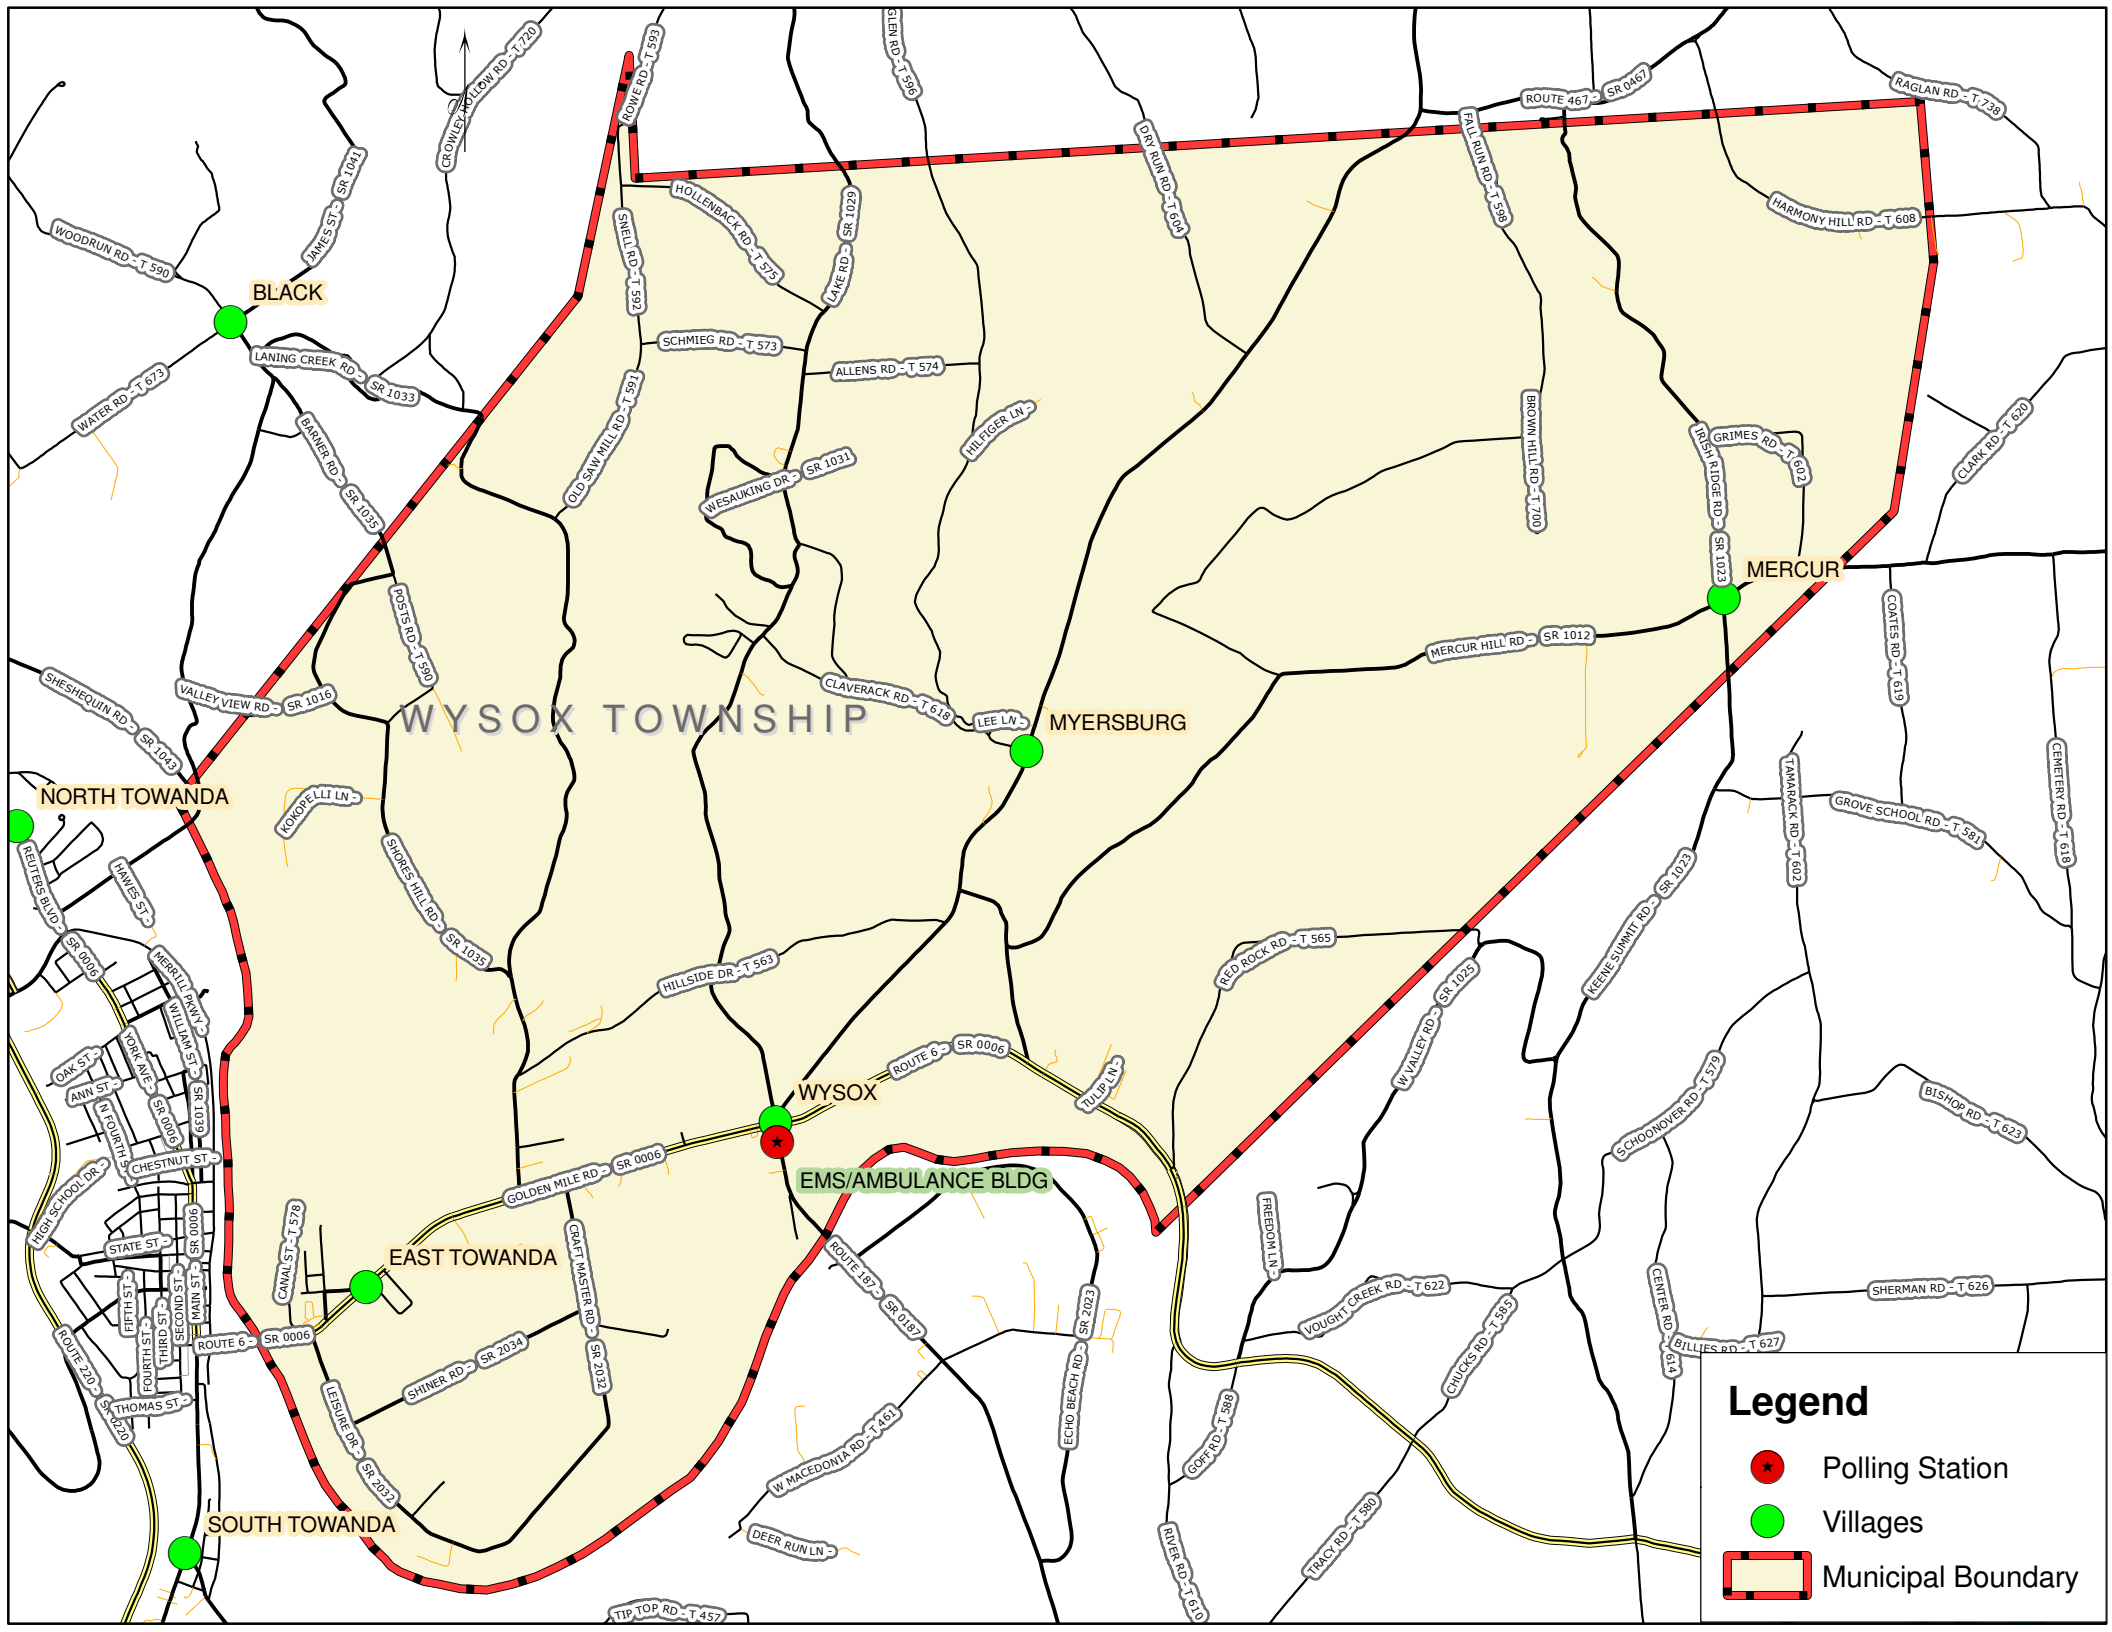 CROWLEY HOLLOW RD - T 720
ROWE RD - T 593
GLEN RD - T 596
ROUTE 467 - SR 0467
RAGLAN RD - T 738
JAMES ST - SR 1041
DRY RUN RD - T 604
FALL RUN RD - T 598
HARMONY HILL RD - T 608
WOODRUN RD - T 590
HOLLENBACK RD - T 575
SNELL RD - T 592
LAKE RD - SR 1029
BLACK
LANING CREEK RD - SR 1033
SCHMIEG RD - T 573
ALLENS RD - T 574
WATER RD - T 673
BARNER RD - SR 1035
OLD SAW MILL RD - T 591
HILFIGER LN -
BROWN HILL RD - T 700
IRISH RIDGE RD - SR 1023
GRIMES RD - T 602
CLARK RD - T 620
WESAUKING DR - SR 1031
MERCUR
POSTS RD - T 590
MERCUR HILL RD - SR 1012
COATES RD - T 619
SHESHEQUIN RD - SR 1043
VALLEY VIEW RD - SR 1016
CLAVERACK RD - T 618
LEE LN -
WYSOX TOWNSHIP
MYERSBURG
NORTH TOWANDA
KOKOPELLI LN -
TAMARACK RD - T 602
GROVE SCHOOL RD - T 581
CEMETERY RD - T 618
REUTERS BLVD - SR 0006
HAWES ST -
SHORES HILL RD - SR 1035
KEENE SUMMIT RD - SR 1023
RED ROCK RD - T 565
HILLSIDE DR - T 563
W VALLEY RD - SR 1025
MERRILL PKWY -
WILLIAM ST - SR 1039
YORK AVE - SR 0006
OAK ST -
ANN ST -
N FOURTH S
CHESTNUT ST -
ROUTE 6 - SR 0006
TULIP LN -
WYSOX
SCHOONOVER RD - T 579
BISHOP RD - T 623
GOLDEN MILE RD - SR 0006
EMS/AMBULANCE BLDG
HIGH SCHOOL DR -
STATE ST -
SR 0006
MAIN ST -
SECOND ST -
THIRD ST -
FOURTH ST -
FIFTH ST -
CANAL ST - T 578
EAST TOWANDA
CRAFT MASTER RD - SR 2032
ROUTE 187 - SR 0187
FREEDOM LN -
VOUGHT CREEK RD - T 622
CENTER RD - T 614
SHERMAN RD - T 626
BILLIES RD - T 627
ROUTE 6 - SR 0006
ROUTE 220 - SR 0220
THOMAS ST -
SHINER RD - SR 2034
LEISURE DR - SR 2032
ECHO BEACH RD - SR 2023
CHUCKS RD - T 585
GOFF RD - T 588
W MACEDONIA RD - T 461
SOUTH TOWANDA
DEER RUN LN -
TRACY RD - T 580
RIVER RD - T 610
TIP TOP RD - T 457
Legend
Polling Station
Villages
Municipal Boundary